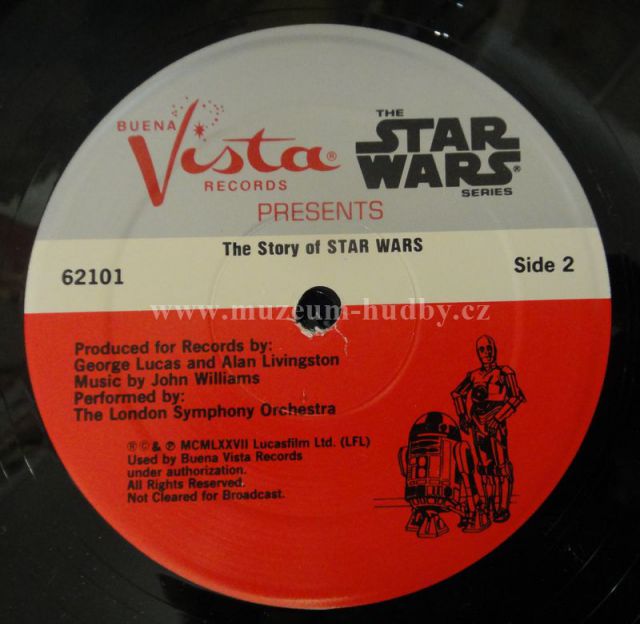 BUENA
Vista®
RECORDS
THE
STAR
WARS®
SERIES
PRESENTS
The Story of STAR WARS
62101
Side 2
www.muzeum-hudby.cz
Produced for Records by:
George Lucas and Alan Livingston
Music by John Williams
Performed by:
The London Symphony Orchestra
®©& ℗ MCMLXXVII Lucasfilm Ltd. (LFL)
Used by Buena Vista Records
under authorization.
All Rights Reserved.
Not Cleared for Broadcast.